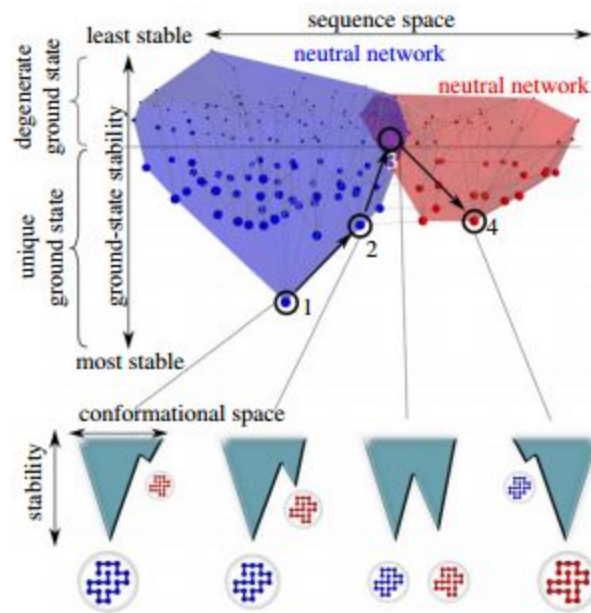 sequence space
least stable
neutral network
neutral network
degenerate
ground state
unique
ground state
ground-state stability
3
2
4
1
most stable
conformational space
stability